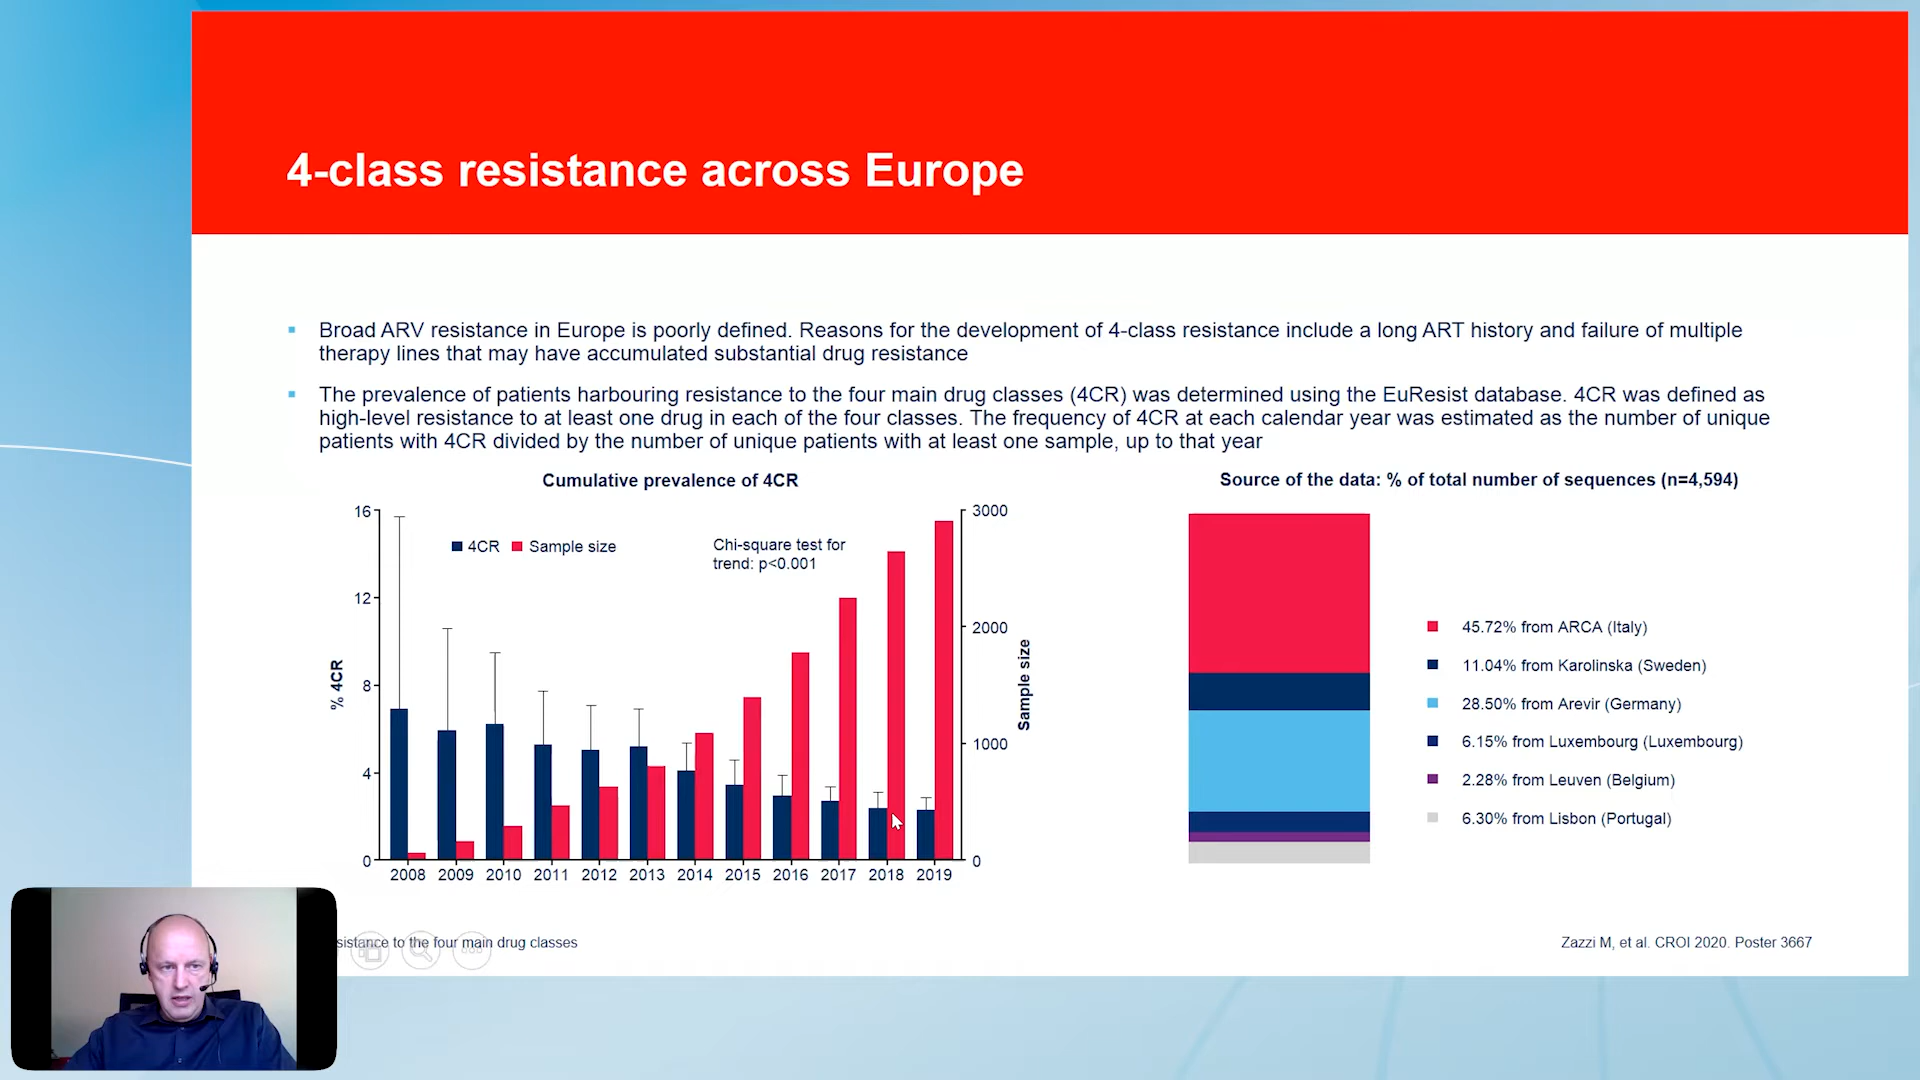 4-class resistance across Europe
Broad ARV resistance in Europe is poorly defined. Reasons for the development of 4-class resistance include a long ART history and failure of multiple
therapy lines that may have accumulated substantial drug resistance
The prevalence of patients harbouring resistance to the four main drug classes (4CR) was determined using the EuResist database. 4CR was defined as
high-level resistance to at least one drug in each of the four classes. The frequency of 4CR at each calendar year was estimated as the number of unique
patients with 4CR divided by the number of unique patients with at least one sample, up to that year
Cumulative prevalence of 4CR
16
12
8
4
0
% 4CR
4CR
Sample size
Chi-square test for
trend: p<0.001
3000
2000
1000
0
Sample size
2008 2009 2010 2011 2012 2013 2014 2015 2016 2017 2018 2019
Source of the data: % of total number of sequences (n=4,594)
45.72% from ARCA (Italy)
11.04% from Karolinska (Sweden)
28.50% from Arevir (Germany)
6.15% from Luxembourg (Luxembourg)
2.28% from Leuven (Belgium)
6.30% from Lisbon (Portugal)
sistance to the four main drug classes
Zazzi M, et al. CROI 2020. Poster 3667